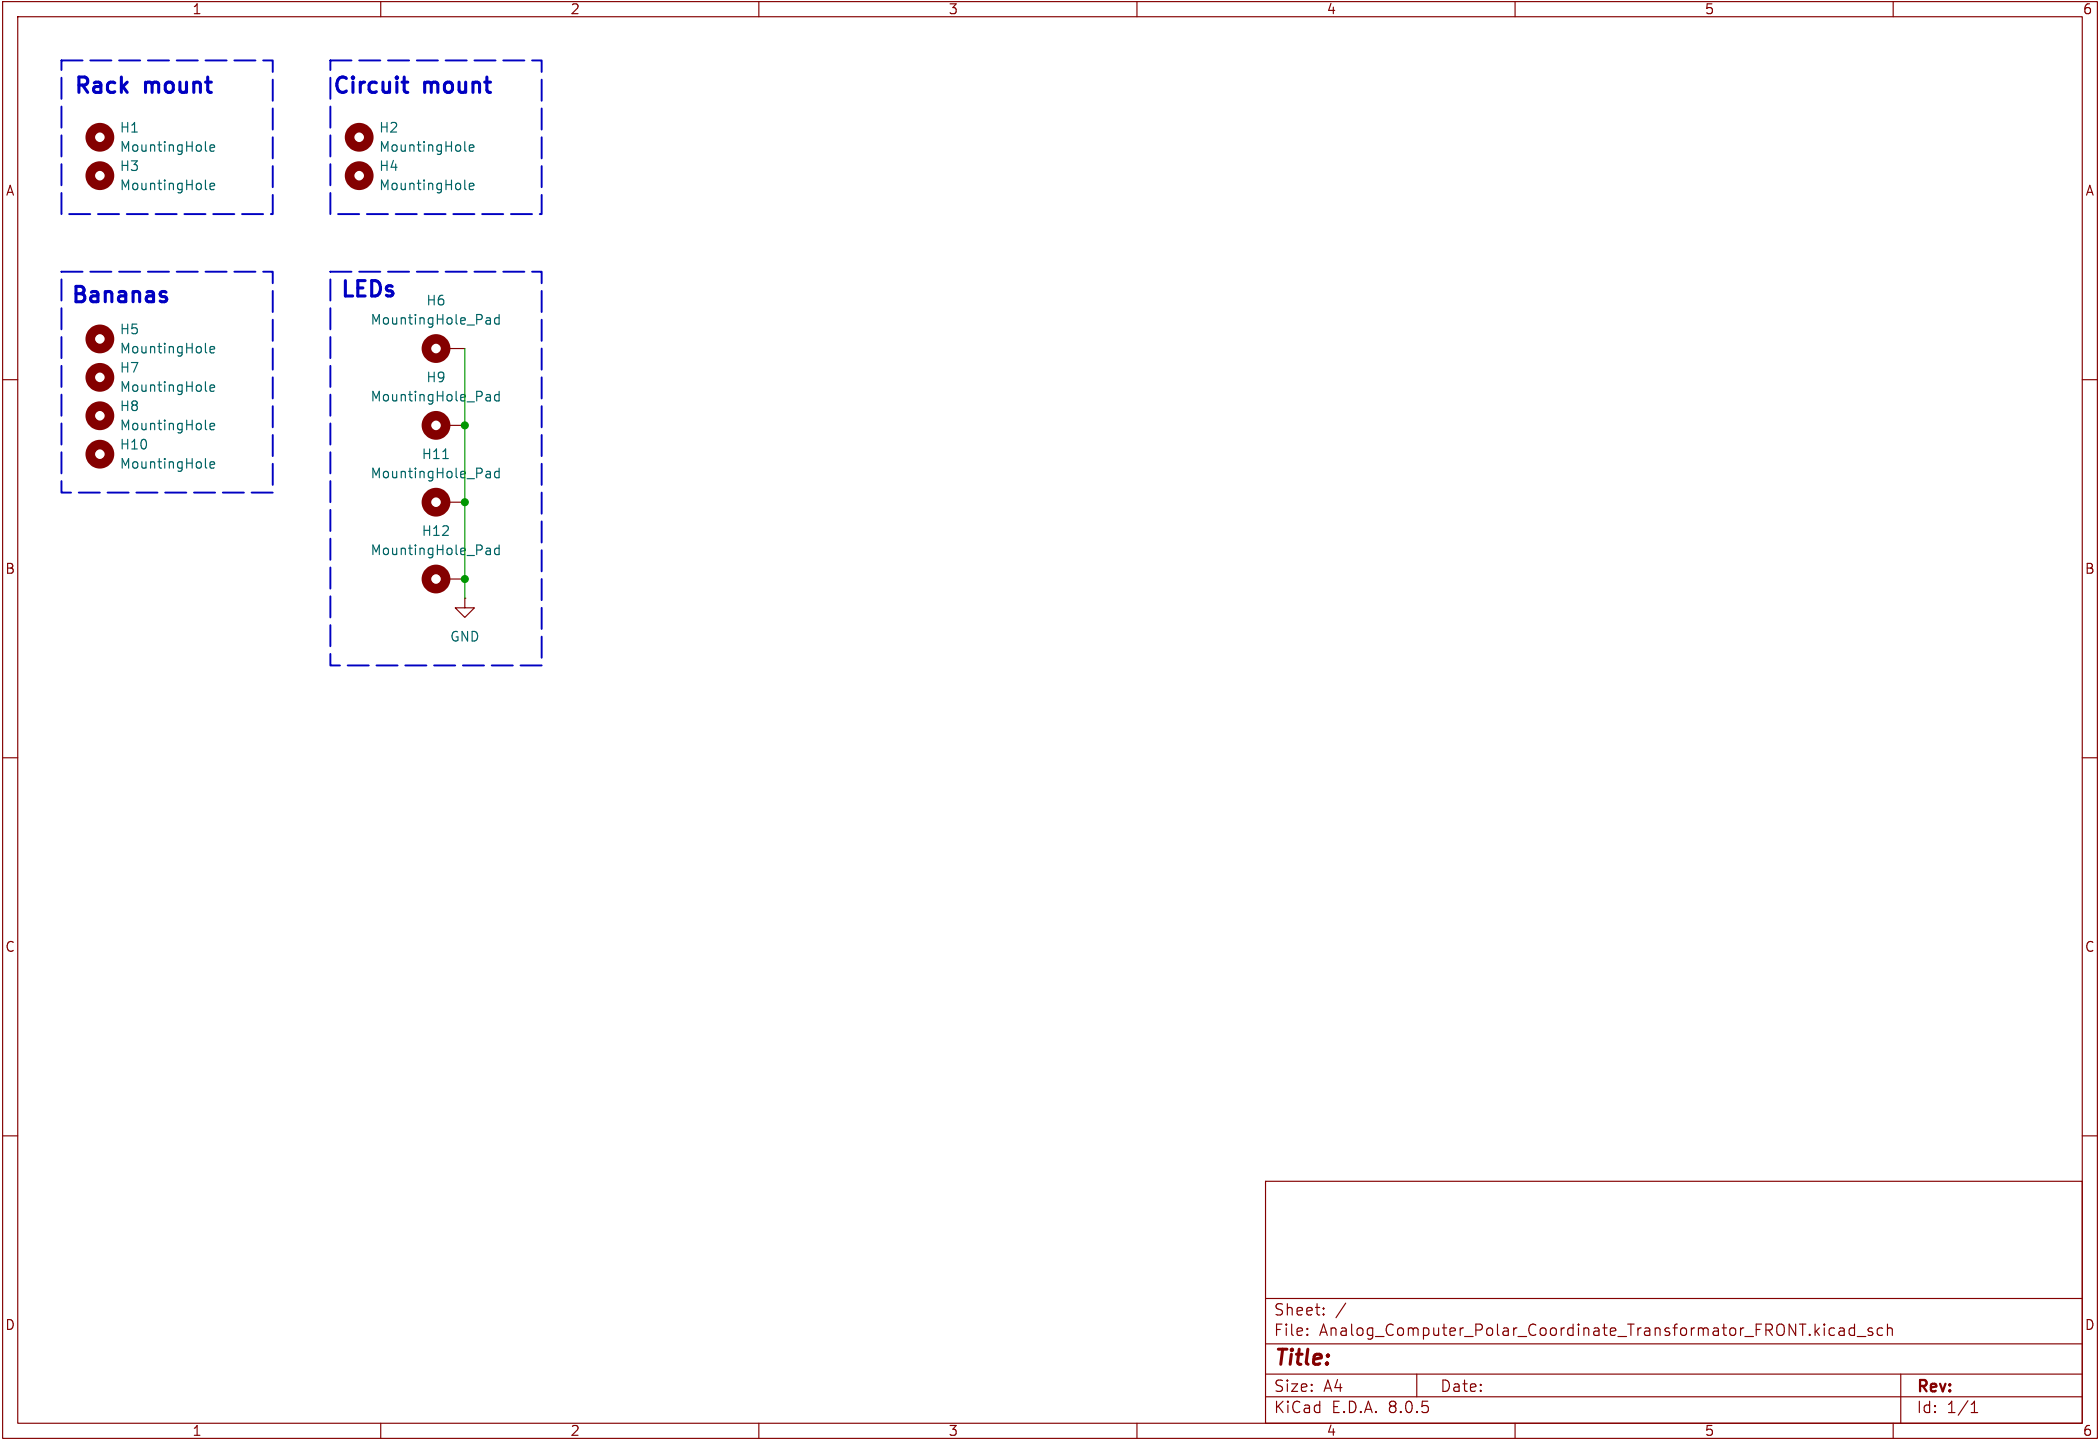 1 2 3 4 5 6
Rack mount
H1
MountingHole
H3
MountingHole
Circuit mount
H2
MountingHole
H4
MountingHole
A A
Bananas
H5
MountingHole
H7
MountingHole
H8
MountingHole
H10
MountingHole
LEDs
H6
MountingHole_Pad
H9
MountingHole_Pad
H11
MountingHole_Pad
H12
MountingHole_Pad
GND
B B
C C
D D
Sheet: /
File: Analog_Computer_Polar_Coordinate_Transformator_FRONT.kicad_sch
Title:
Size: A4 Date: Rev:
KiCad E.D.A. 8.0.5 Id: 1/1
1 2 3 4 5 6